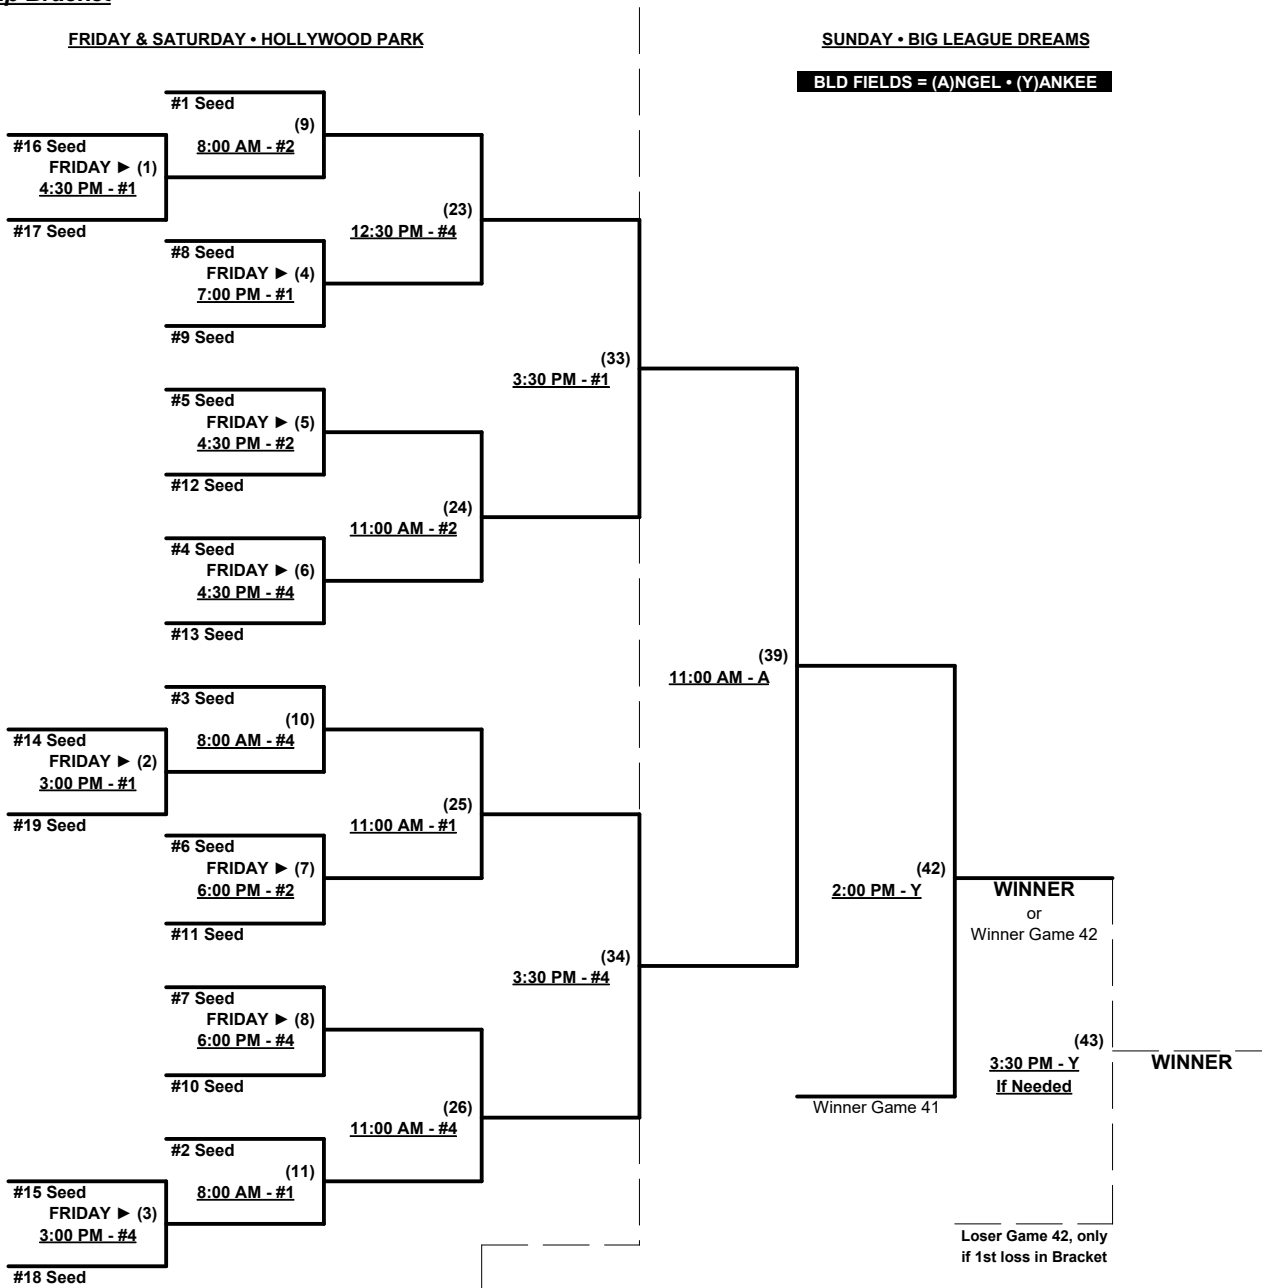 FRIDAY & SATURDAY • HOLLYWOOD PARK
SUNDAY • BIG LEAGUE DREAMS
BLD FIELDS = (A)NGEL • (Y)ANKEE
#1 Seed
(9)
8:00 AM - #2
#16 Seed
FRIDAY ► (1)
4:30 PM - #1
#17 Seed
(23)
12:30 PM - #4
#8 Seed
FRIDAY ► (4)
7:00 PM - #1
#9 Seed
(33)
3:30 PM - #1
#5 Seed
FRIDAY ► (5)
4:30 PM - #2
#12 Seed
(24)
11:00 AM - #2
#4 Seed
FRIDAY ► (6)
4:30 PM - #4
#13 Seed
(39)
11:00 AM - A
#3 Seed
(10)
8:00 AM - #4
#14 Seed
FRIDAY ► (2)
3:00 PM - #1
#19 Seed
(25)
11:00 AM - #1
#6 Seed
FRIDAY ► (7)
6:00 PM - #2
#11 Seed
(42)
2:00 PM - Y
WINNER
or
Winner Game 42
(34)
3:30 PM - #4
#7 Seed
FRIDAY ► (8)
6:00 PM - #4
#10 Seed
(43)
3:30 PM - Y
If Needed
WINNER
Winner Game 41
(26)
11:00 AM - #4
#2 Seed
(11)
8:00 AM - #1
#15 Seed
FRIDAY ► (3)
3:00 PM - #4
#18 Seed
Loser Game 42, only
if 1st loss in Bracket